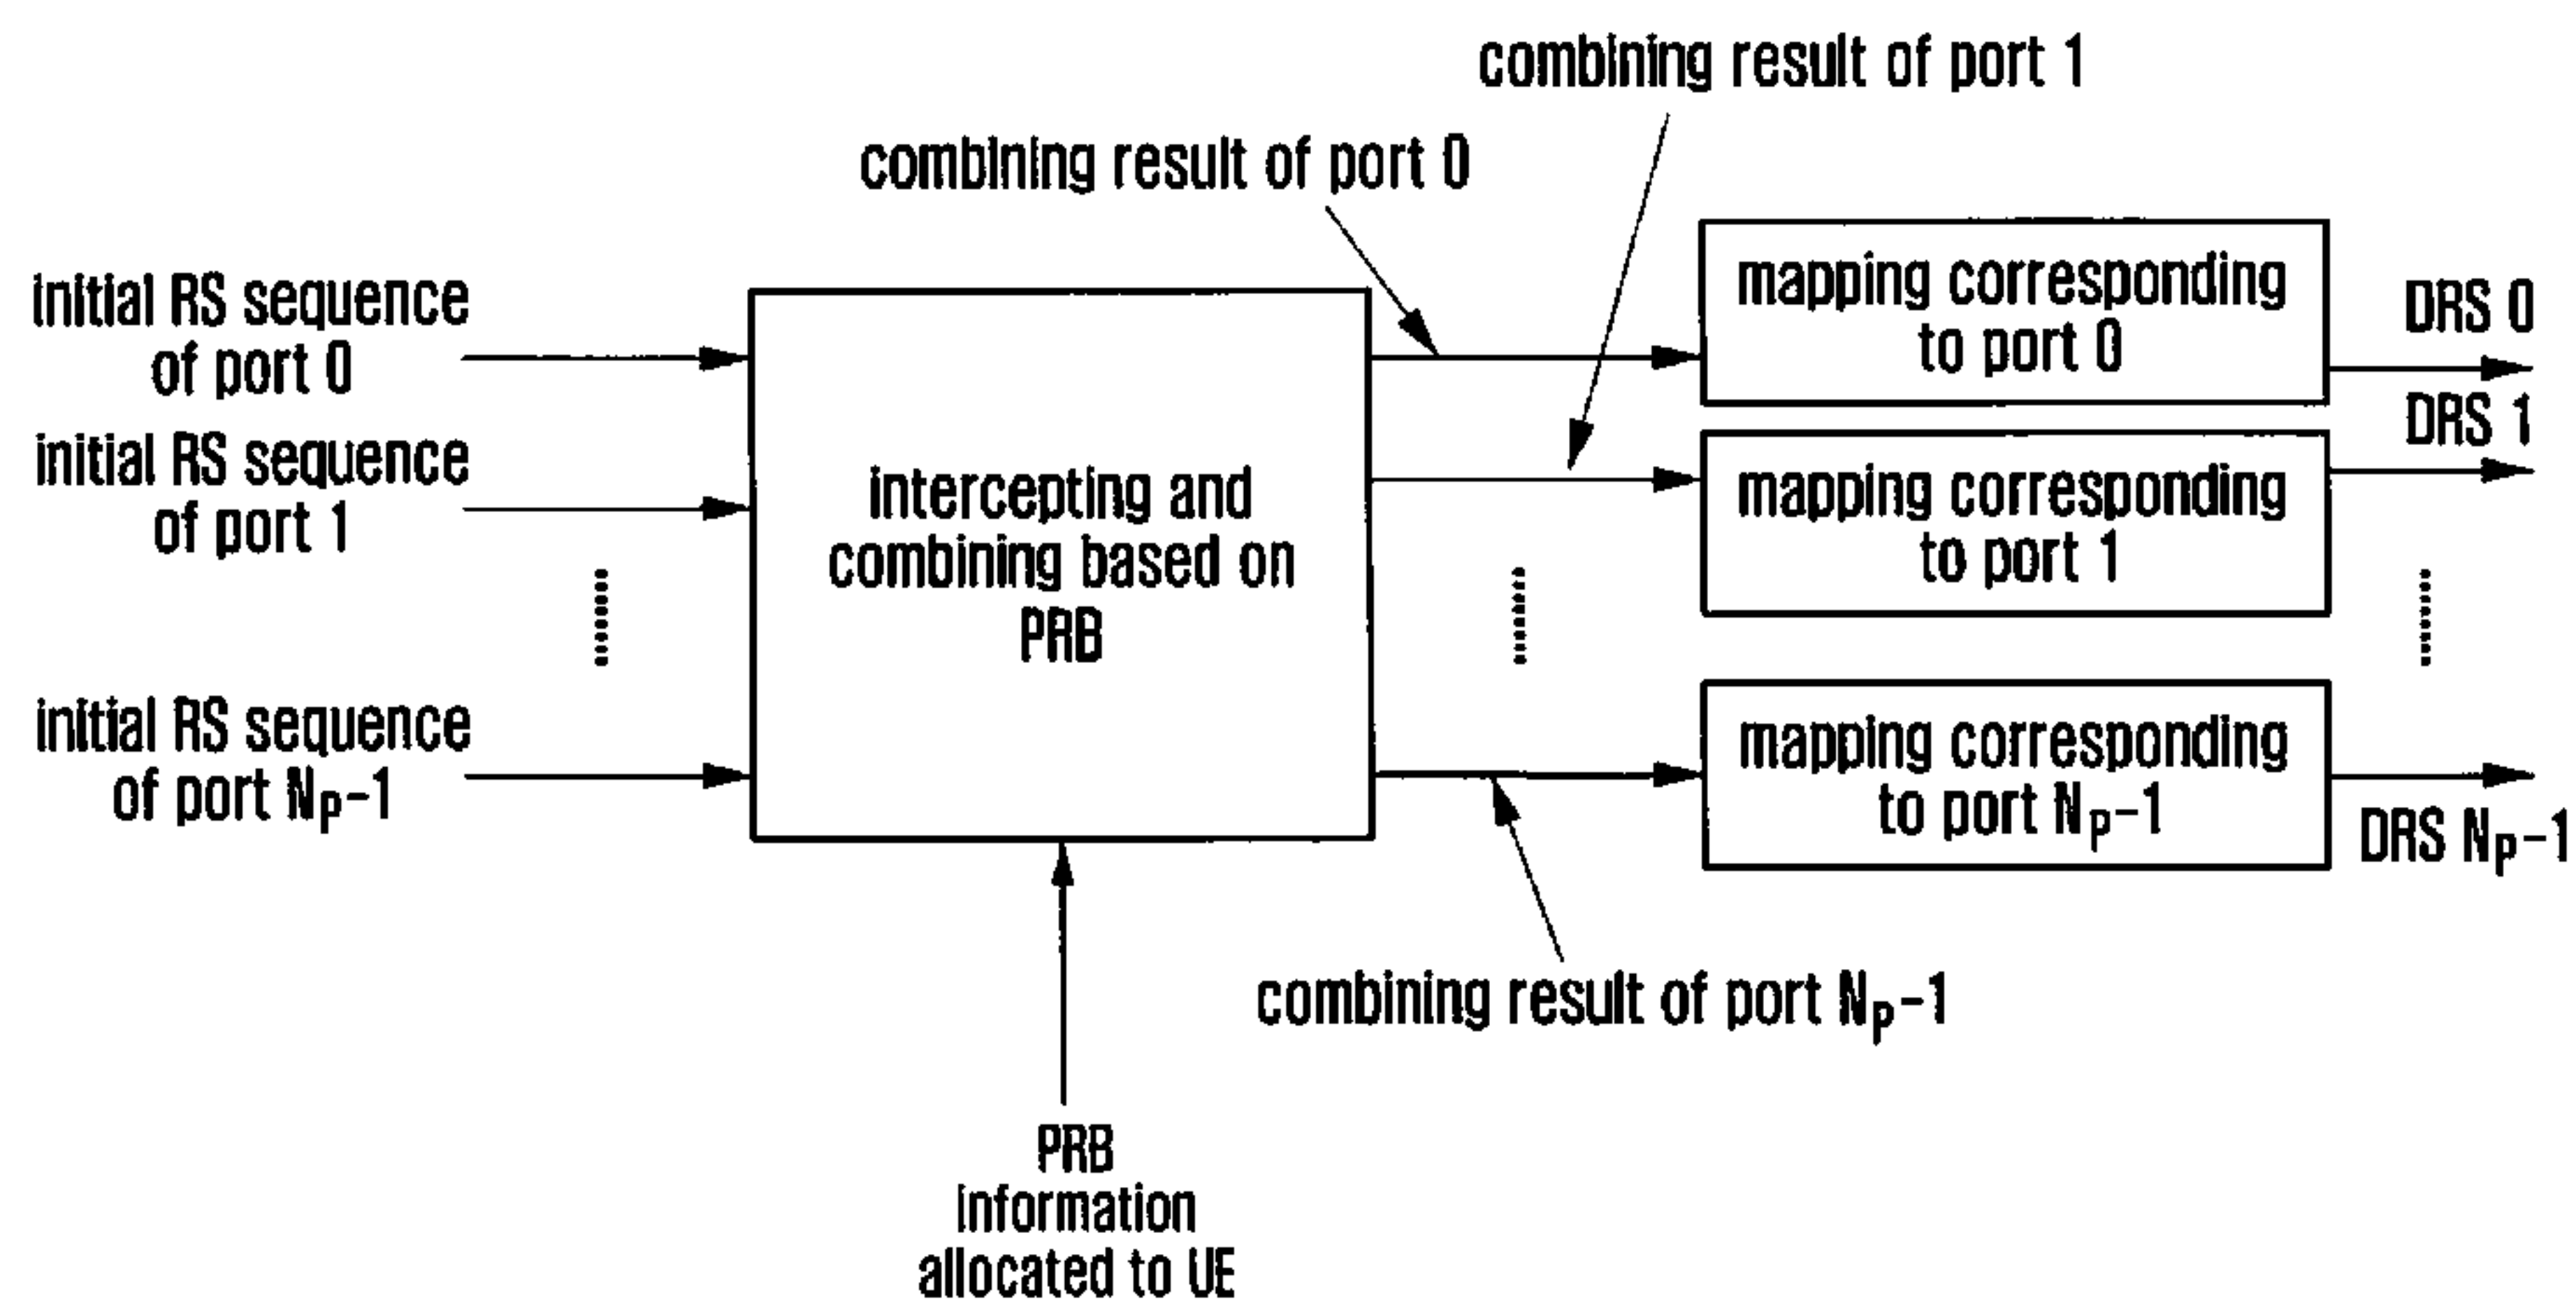 combining result of port 1
combining result of port 0
initial RS sequence
of port 0
mapping corresponding
to port 0
DRS 0
initial RS sequence
of port 1
intercepting and
combining based on
PRB
mapping corresponding
to port 1
DRS 1
initial RS sequence
of port Np-1
mapping corresponding
to port Np-1
DRS Np-1
combining result of port Np-1
PRB
information
allocated to UE